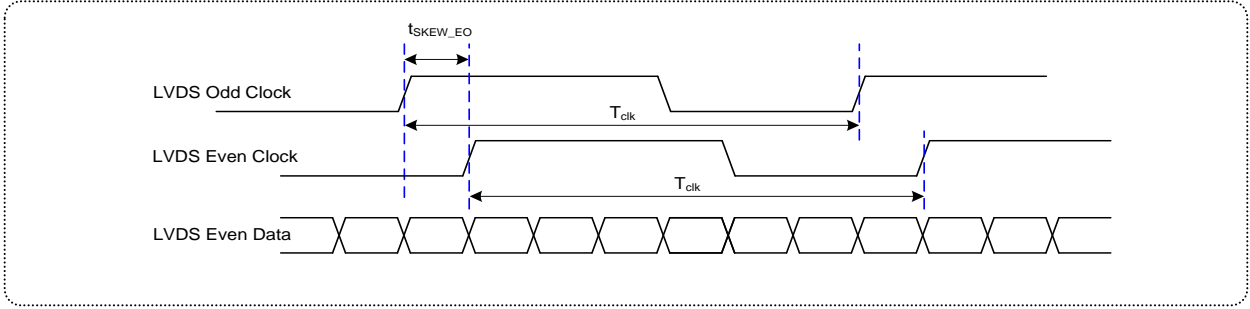 tSKEW_EO
LVDS Odd Clock
Tclk
LVDS Even Clock
Tclk
LVDS Even Data